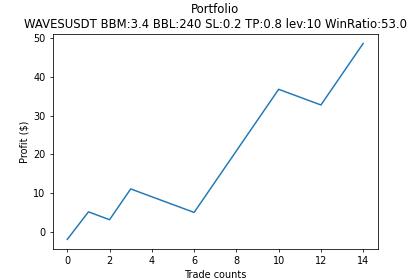 Portfolio
WAVESUSDT BBM:3.4 BBL:240 SL:0.2 TP:0.8 lev:10 WinRatio:53.0
50
40
30
20
10
0
Profit ($)
0 2 4 6 8 10 12 14
Trade counts